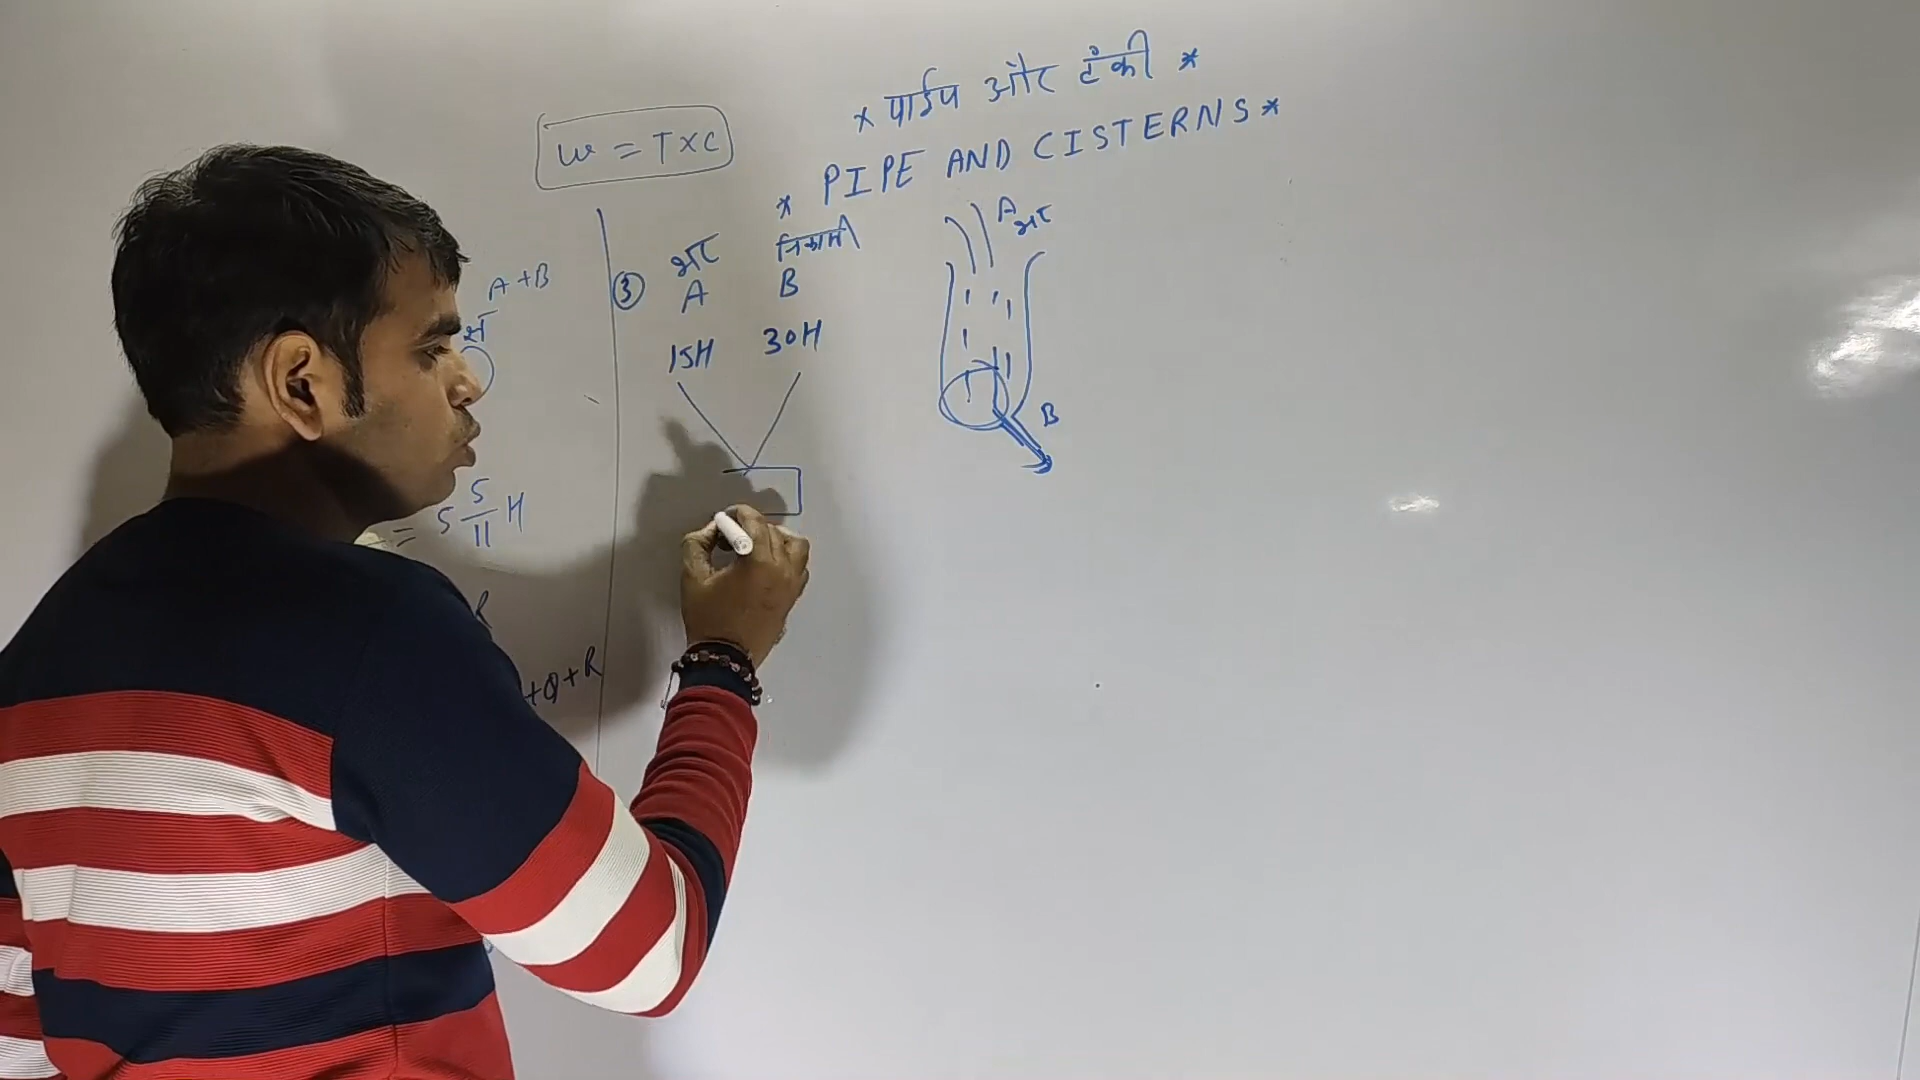 * पाईप और टंकी *
* PIPE AND CISTERNS *
W = T×C
A+B
= 5 5/11 H
R
+Q+R
③ भर निकासी
A B
15H 30H
A भर
B